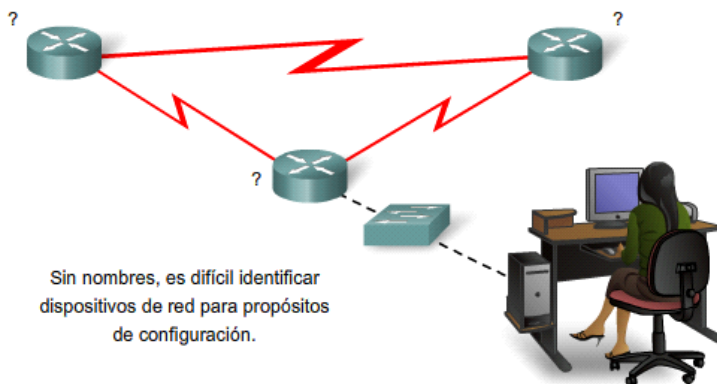 ?
?
?
Sin nombres, es difícil identificar
dispositivos de red para propósitos
de configuración.